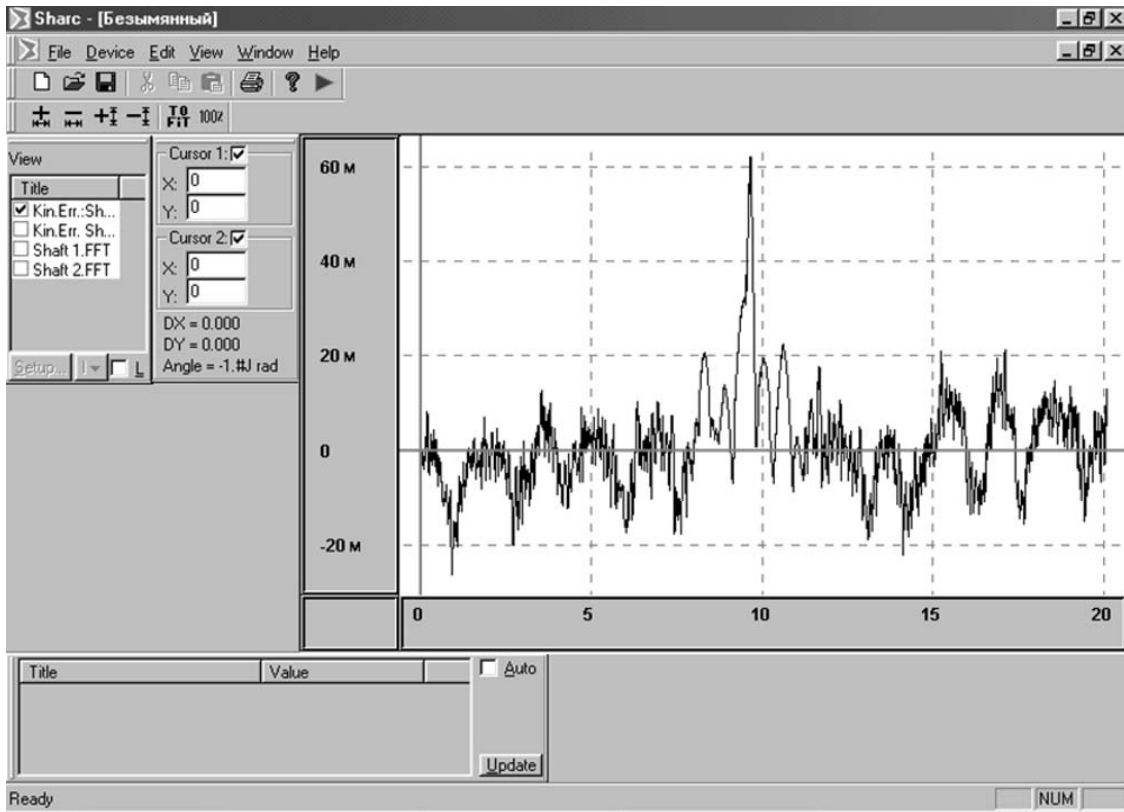 Sharc - [Безымянный]
File Device Edit View Window Help
TO FIT 100%
View
Title
Kin.Err.:Sh...
Kin.Err. Sh...
Shaft 1.FFT
Shaft 2.FFT
Setup...
L
Cursor 1:
X: 0
Y: 0
Cursor 2:
X: 0
Y: 0
DX = 0.000
DY = 0.000
Angle = -1.#J rad
60 м
40 м
20 м
0
-20 м
0 5 10 15 20
Title Value
Auto
Update
Ready
NUM